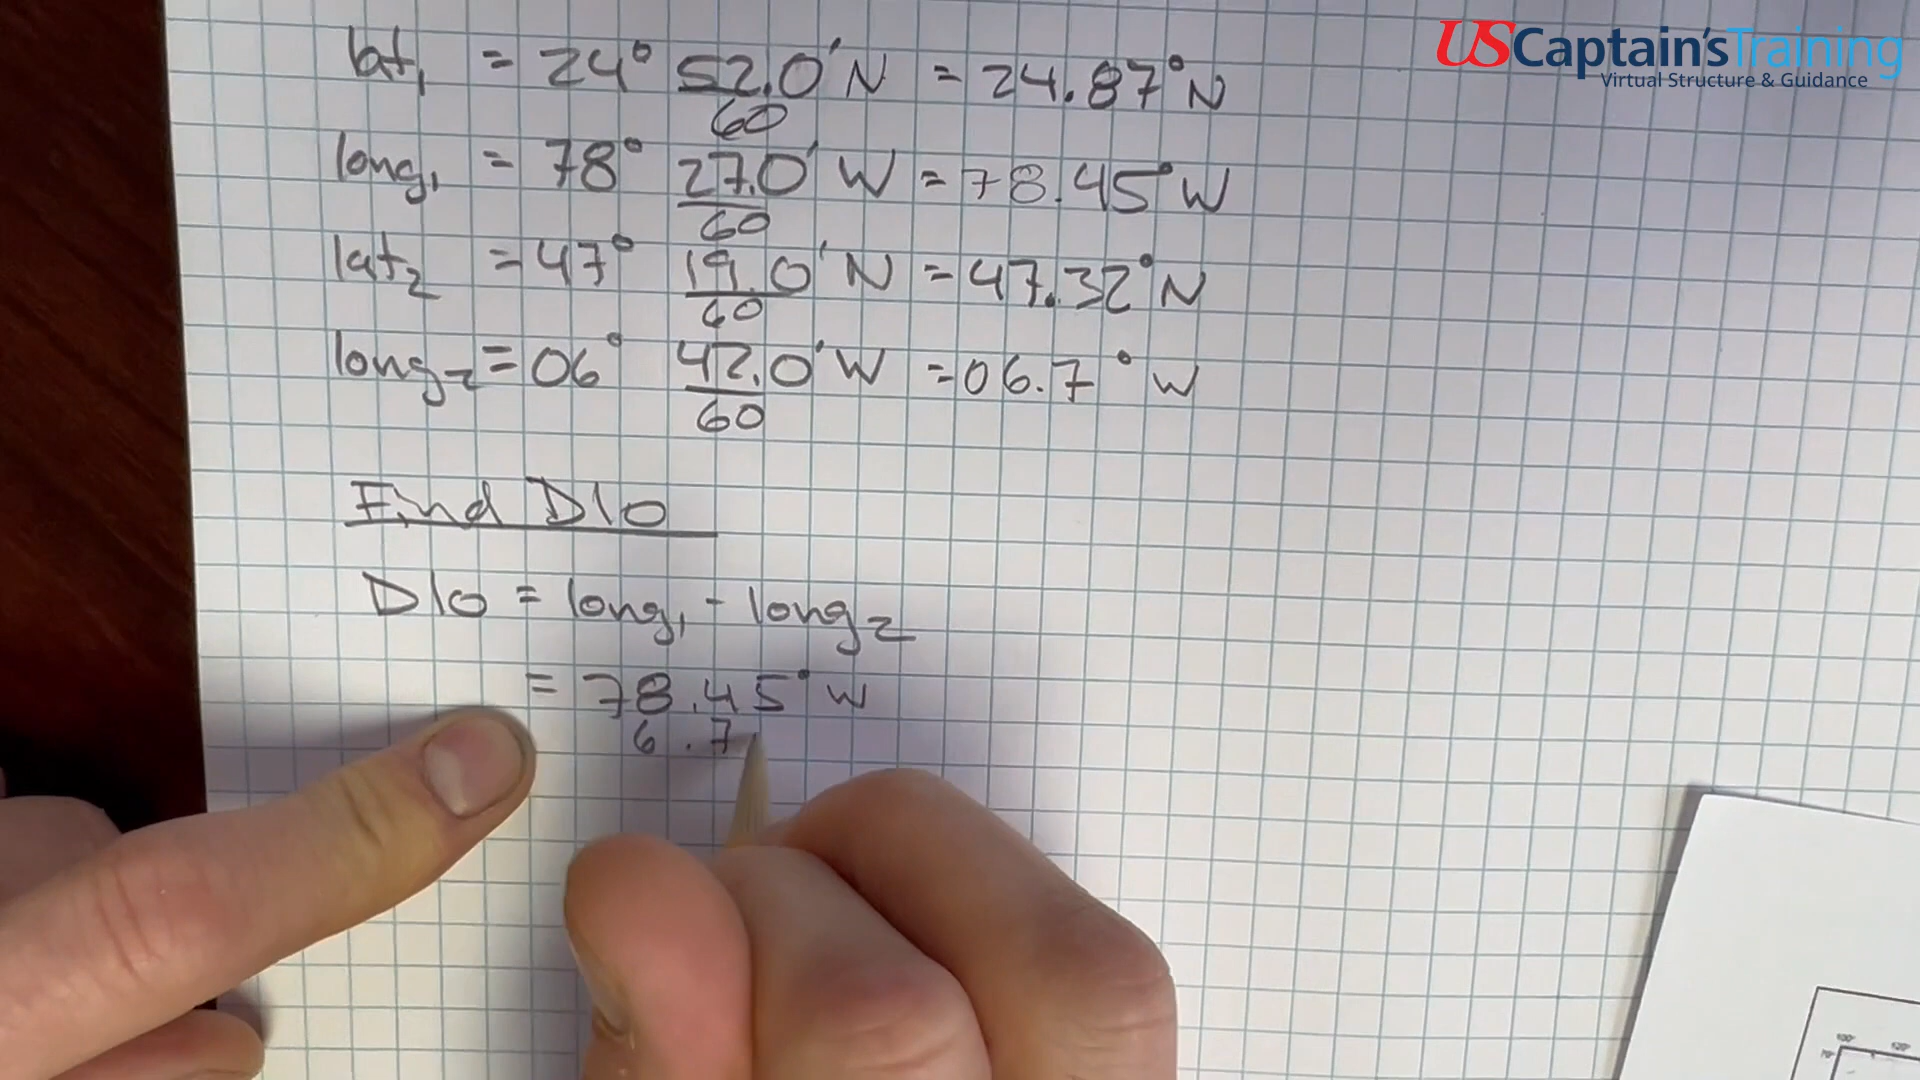 USCaptain'sTraining
Virtual Structure & Guidance
lat₁ = 24° 52.0'/60 N = 24.87°N
long₁ = 78° 27.0'/60 W = 78.45°W
lat₂ = 47° 19.0'/60 N = 47.32°N
long₂ = 06° 42.0'/60 W = 06.7° W
Find Dlo
Dlo = long₁ - long₂
= 78.45° W
6.7